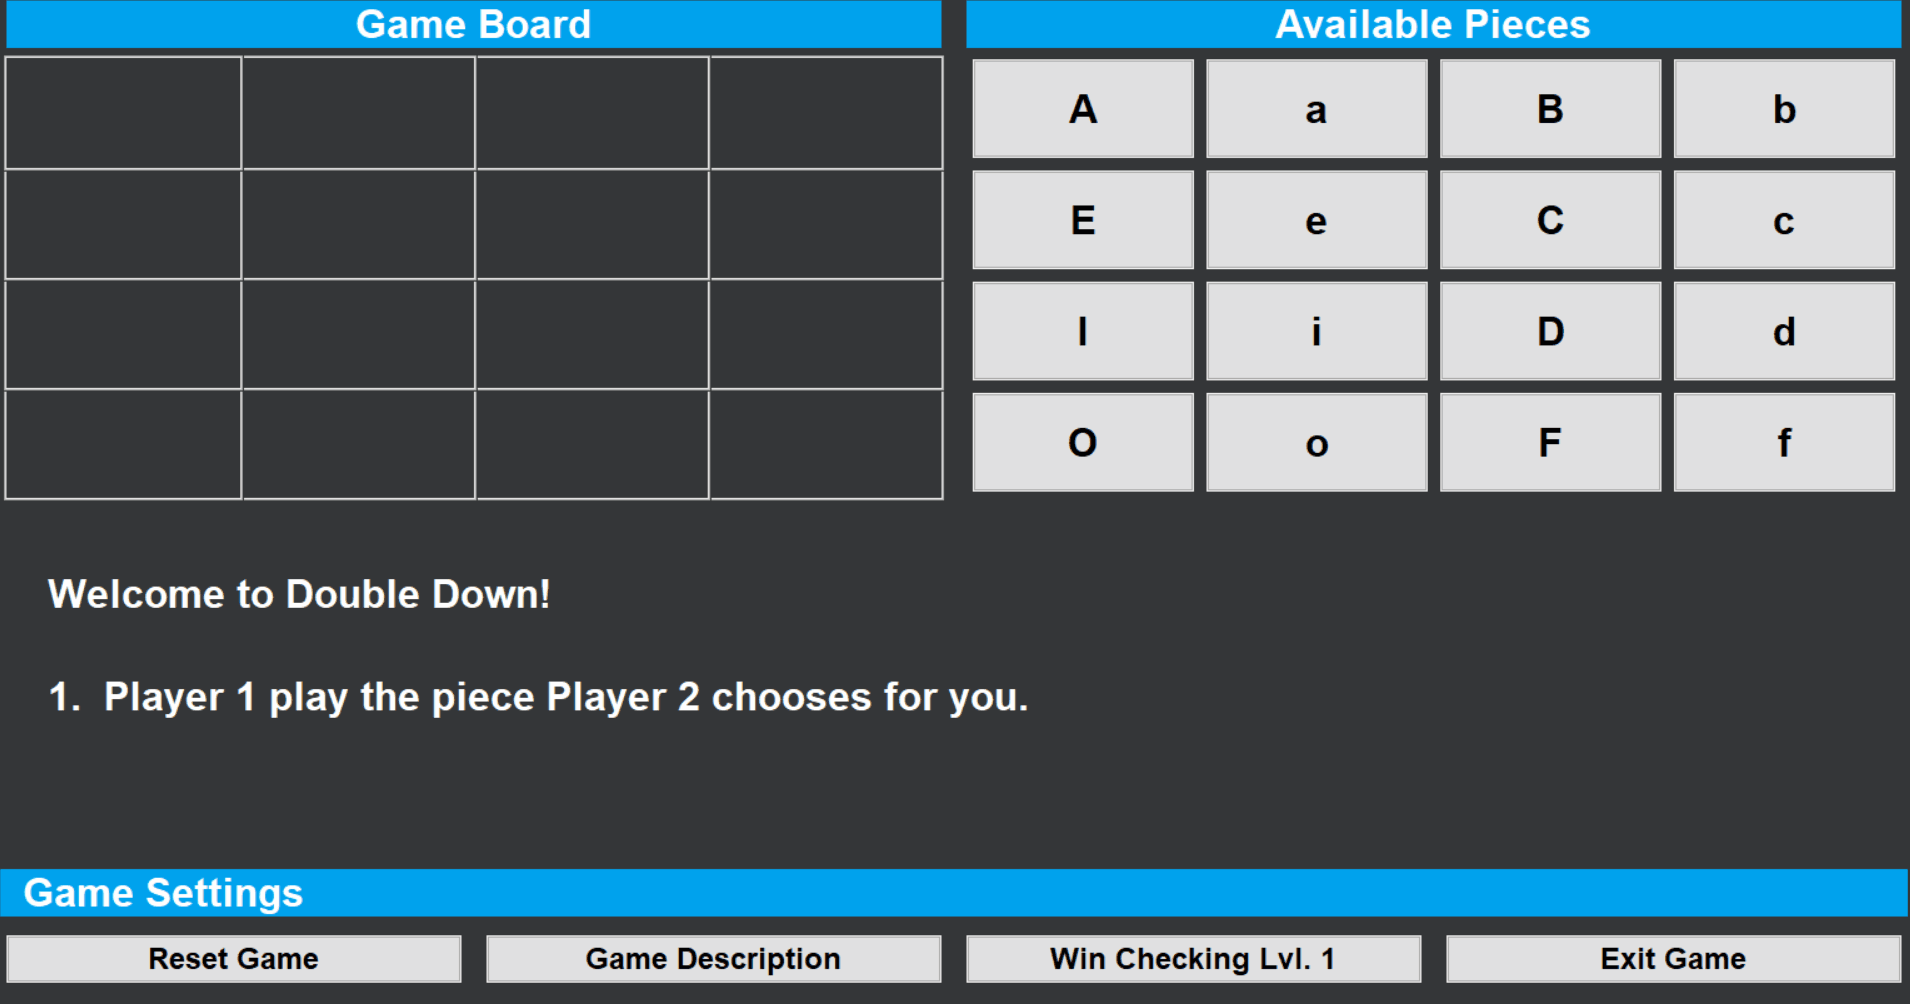 Game Board
Available Pieces
A a B b
E e C c
I i D d
O o F f
Welcome to Double Down!
1. Player 1 play the piece Player 2 chooses for you.
Game Settings
Reset Game
Game Description
Win Checking Lvl. 1
Exit Game